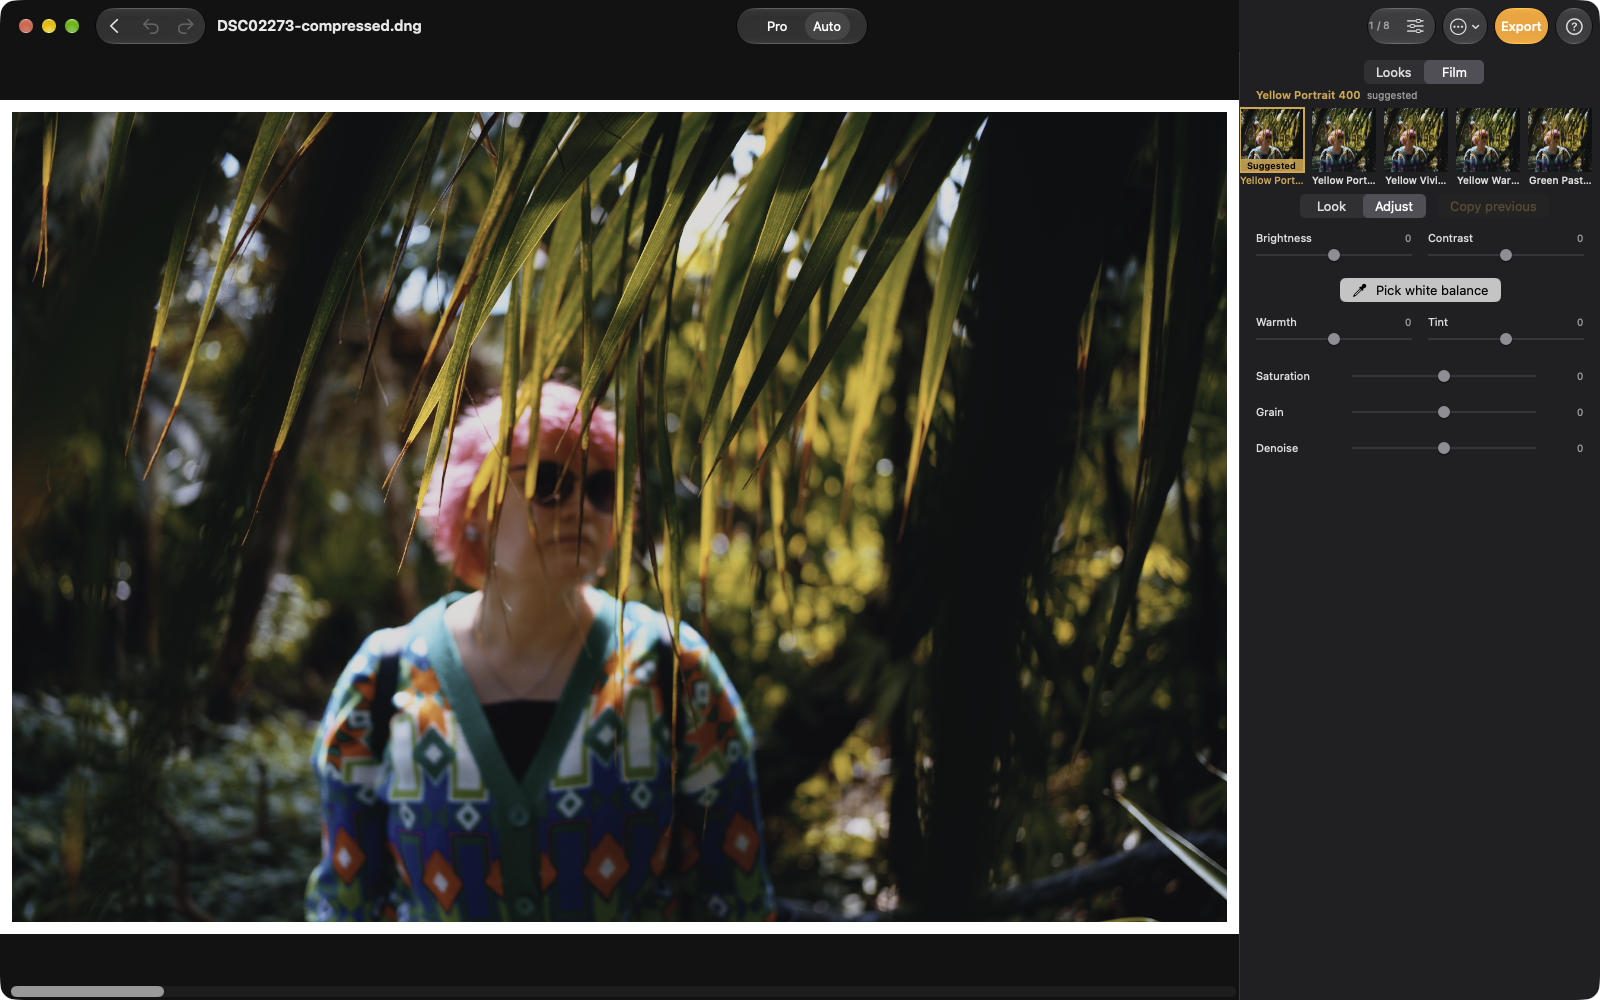 DSC02273-compressed.dng
Pro Auto
1 / 8
Export
?
Looks Film
Yellow Portrait 400 suggested
Suggested
Yellow Port... Yellow Port... Yellow Vivi... Yellow War... Green Past...
Look Adjust Copy previous
Brightness 0 Contrast 0
Pick white balance
Warmth 0 Tint 0
Saturation 0
Grain 0
Denoise 0